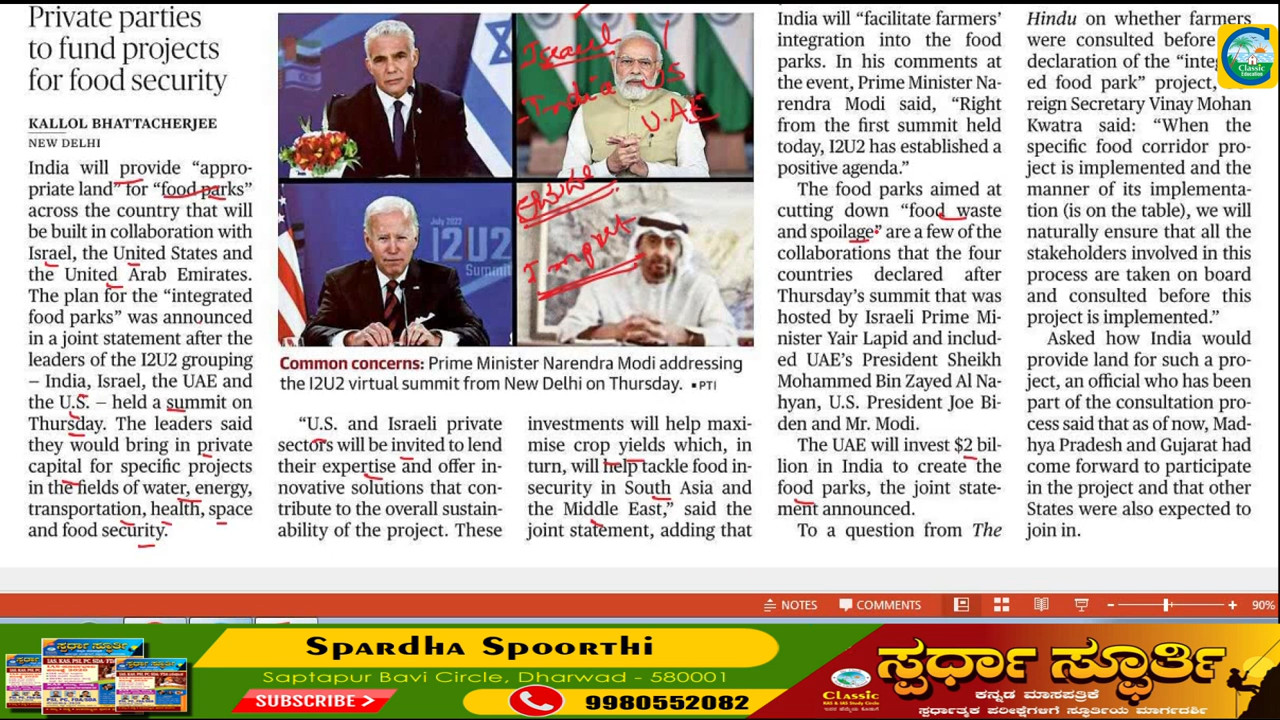 Private parties
to fund projects
for food security
KALLOL BHATTACHERJEE
NEW DELHI
India will provide “appro-
priate land” for “food parks”
across the country that will
be built in collaboration with
Israel, the United States and
the United Arab Emirates.
The plan for the “integrated
food parks” was announced
in a joint statement after the
leaders of the I2U2 grouping
– India, Israel, the UAE and
the U.S. – held a summit on
Thursday. The leaders said
they would bring in private
capital for specific projects
in the fields of water, energy,
transportation, health, space
and food security.
Israel
India
US
UAE
Import
July 2022
I2U2
Summit
Common concerns: Prime Minister Narendra Modi addressing
the I2U2 virtual summit from New Delhi on Thursday. ▪PTI
“U.S. and Israeli private
sectors will be invited to lend
their expertise and offer in-
novative solutions that con-
tribute to the overall sustain-
ability of the project. These
investments will help maxi-
mise crop yields which, in
turn, will help tackle food in-
security in South Asia and
the Middle East,” said the
joint statement, adding that
India will “facilitate farmers’
integration into the food
parks. In his comments at
the event, Prime Minister Na-
rendra Modi said, “Right
from the first summit held
today, I2U2 has established a
positive agenda.”
The food parks aimed at
cutting down “food waste
and spoilage” are a few of the
collaborations that the four
countries declared after
Thursday’s summit that was
hosted by Israeli Prime Mi-
nister Yair Lapid and includ-
ed UAE’s President Sheikh
Mohammed Bin Zayed Al Na-
hyan, U.S. President Joe Bi-
den and Mr. Modi.
The UAE will invest $2 bil-
lion in India to create the
food parks, the joint state-
ment announced.
To a question from The
Hindu on whether farmers
were consulted before
declaration of the “integ
ed food park” project,
reign Secretary Vinay Mohan
Kwatra said: “When the
specific food corridor pro-
ject is implemented and the
manner of its implementa-
tion (is on the table), we will
naturally ensure that all the
stakeholders involved in this
process are taken on board
and consulted before this
project is implemented.”
Asked how India would
provide land for such a pro-
ject, an official who has been
part of the consultation pro-
cess said that as of now, Mad-
hya Pradesh and Gujarat had
come forward to participate
in the project and that other
States were also expected to
join in.
Classic
Education
NOTES COMMENTS 90%
Spardha Spoorthi
Saptapur Bavi Circle, Dharwad - 580001
SUBSCRIBE
9980552082
Classic
KAS & IAS Study Circle
ಸ್ಪರ್ಧಾ ಸ್ಫೂರ್ತಿ
ಕನ್ನಡ ಮಾಸಪತ್ರಿಕೆ
ಸ್ಪರ್ಧಾತ್ಮಕ ಪರೀಕ್ಷೆಗಳಿಗೆ ಸ್ಫೂರ್ತಿಯ ಮಾರ್ಗದರ್ಶಿ